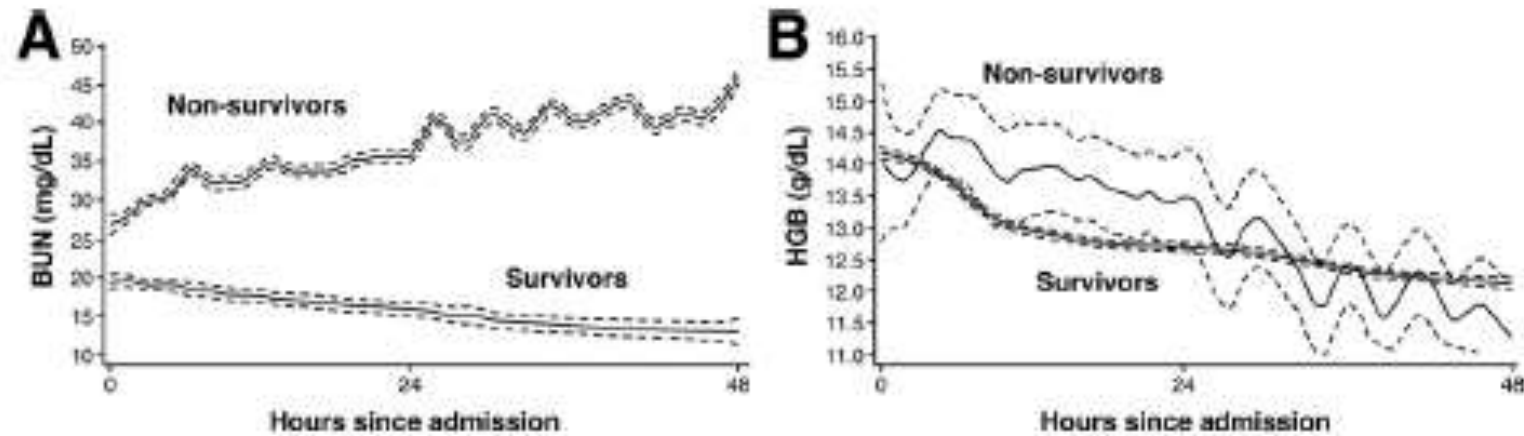 A
BUN (mg/dL)
50
45
40
35
30
25
20
15
10
Non-survivors
Survivors
0 24 48
Hours since admission
B
HGB (g/dL)
16.0
15.5
15.0
14.5
14.0
13.5
13.0
12.5
12.0
11.5
11.0
Non-survivors
Survivors
0 24 48
Hours since admission